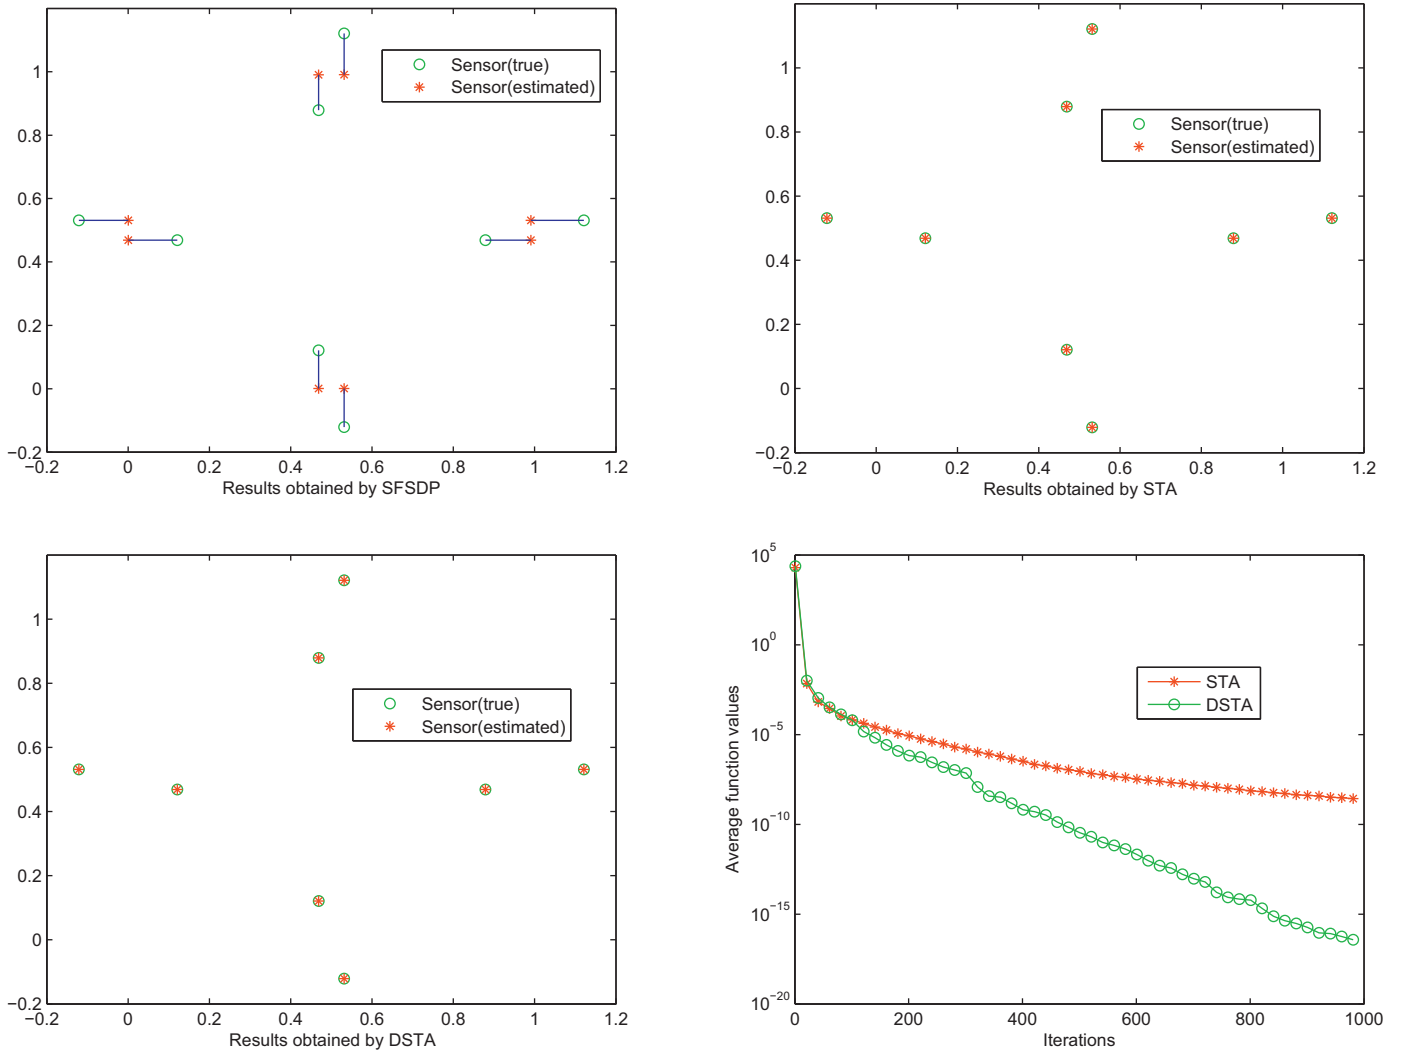 1
0.8
0.6
0.4
0.2
0
−0.2
−0.2 0 0.2 0.4 0.6 0.8 1 1.2
Sensor(true)
Sensor(estimated)
Results obtained by SFSDP
1
0.8
0.6
0.4
0.2
0
−0.2
−0.2 0 0.2 0.4 0.6 0.8 1 1.2
Sensor(true)
Sensor(estimated)
Results obtained by STA
1
0.8
0.6
0.4
0.2
0
−0.2
−0.2 0 0.2 0.4 0.6 0.8 1 1.2
Sensor(true)
Sensor(estimated)
Results obtained by DSTA
10^5
10^0
10^−5
10^−10
10^−15
10^−20
Average function values
STA
DSTA
0 200 400 600 800 1000
Iterations